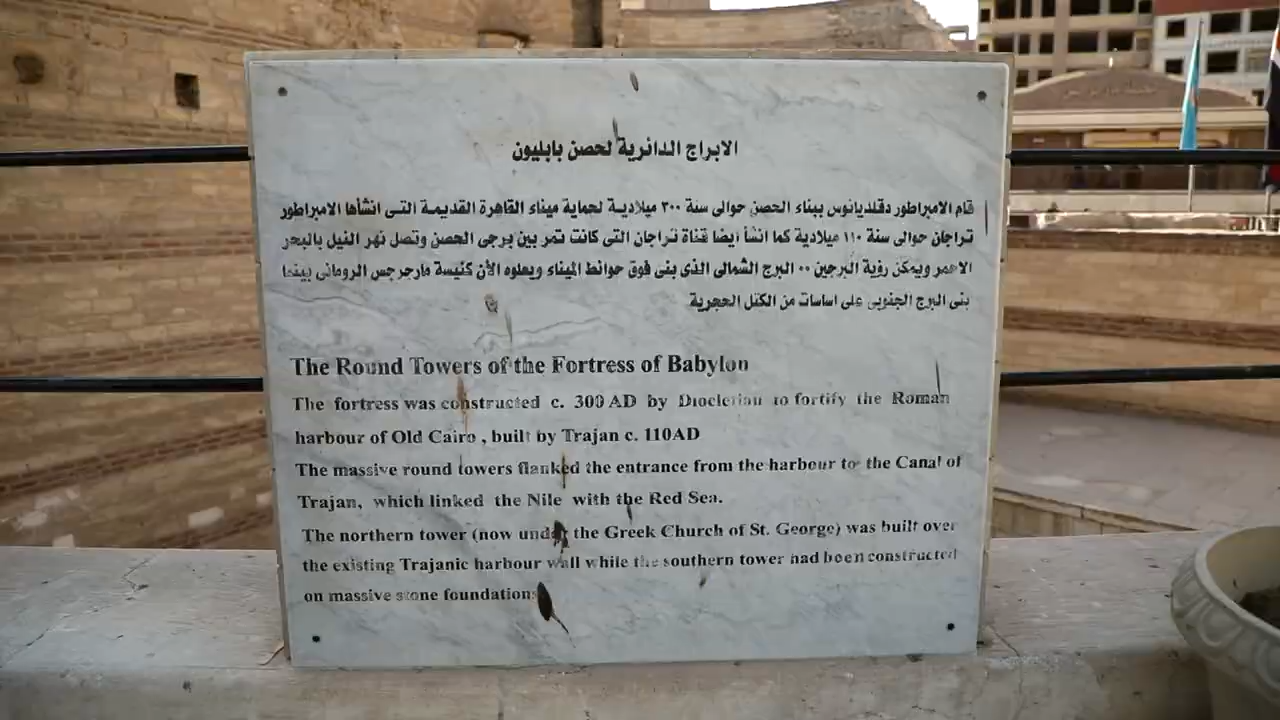 الابراج الدائرية لحصن بابليون
قام الامبراطور دقلديانوس ببناء الحصن حوالى سنة ٣٠٠ ميلادية لحماية ميناء القاهرة القديمة التى انشأها الامبراطور
تراجان حوالى سنة ١١٠ ميلادية كما انشأ ايضا قناة تراجان التى كانت تمر بين برجى الحصن وتصل نهر النيل بالبحر
الاحمر ويمكن رؤية البرجين ٠٠ البرج الشمالى الذى بنى فوق حوائط الميناء ويعلوه الأن كنيسة مارجرجس الرومانى بينما
بنى البرج الجنوبى على اساسات من الكتل الحجرية
The Round Towers of the Fortress of Babylon
The fortress was constructed c. 300 AD by Diocletian to fortify the Roman
harbour of Old Cairo , built by Trajan c. 110AD
The massive round towers flanked the entrance from the harbour to the Canal of
Trajan, which linked the Nile with the Red Sea.
The northern tower (now under the Greek Church of St. George) was built over
the existing Trajanic harbour wall while the southern tower had been constructed
on massive stone foundations